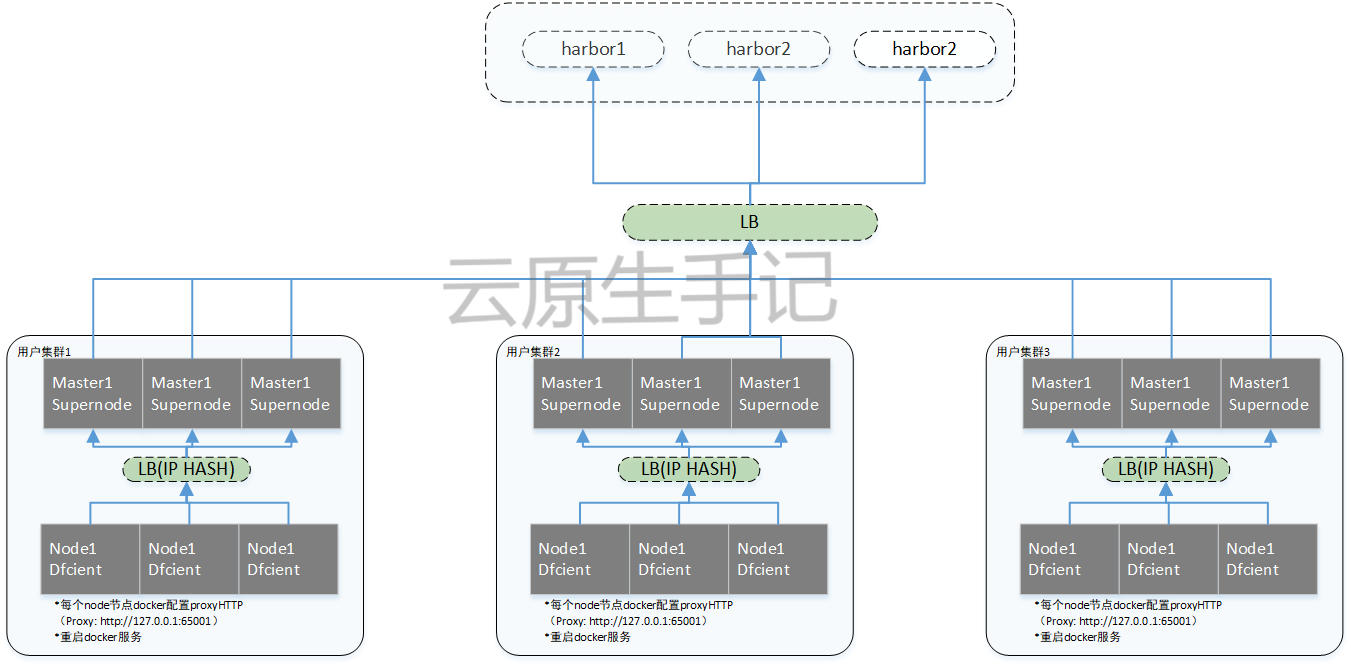 harbor1 harbor2 harbor2
LB
云原生手记
用户集群1
Master1 Master1 Master1
Supernode Supernode Supernode
LB(IP HASH)
Node1 Node1 Node1
Dfcient Dfcient Dfcient
*每个node节点docker配置proxyHTTP
（Proxy: http://127.0.0.1:65001）
*重启docker服务
用户集群2
Master1 Master1 Master1
Supernode Supernode Supernode
LB(IP HASH)
Node1 Node1 Node1
Dfcient Dfcient Dfcient
*每个node节点docker配置proxyHTTP
（Proxy: http://127.0.0.1:65001）
*重启docker服务
用户集群3
Master1 Master1 Master1
Supernode Supernode Supernode
LB(IP HASH)
Node1 Node1 Node1
Dfcient Dfcient Dfcient
*每个node节点docker配置proxyHTTP
（Proxy: http://127.0.0.1:65001）
*重启docker服务